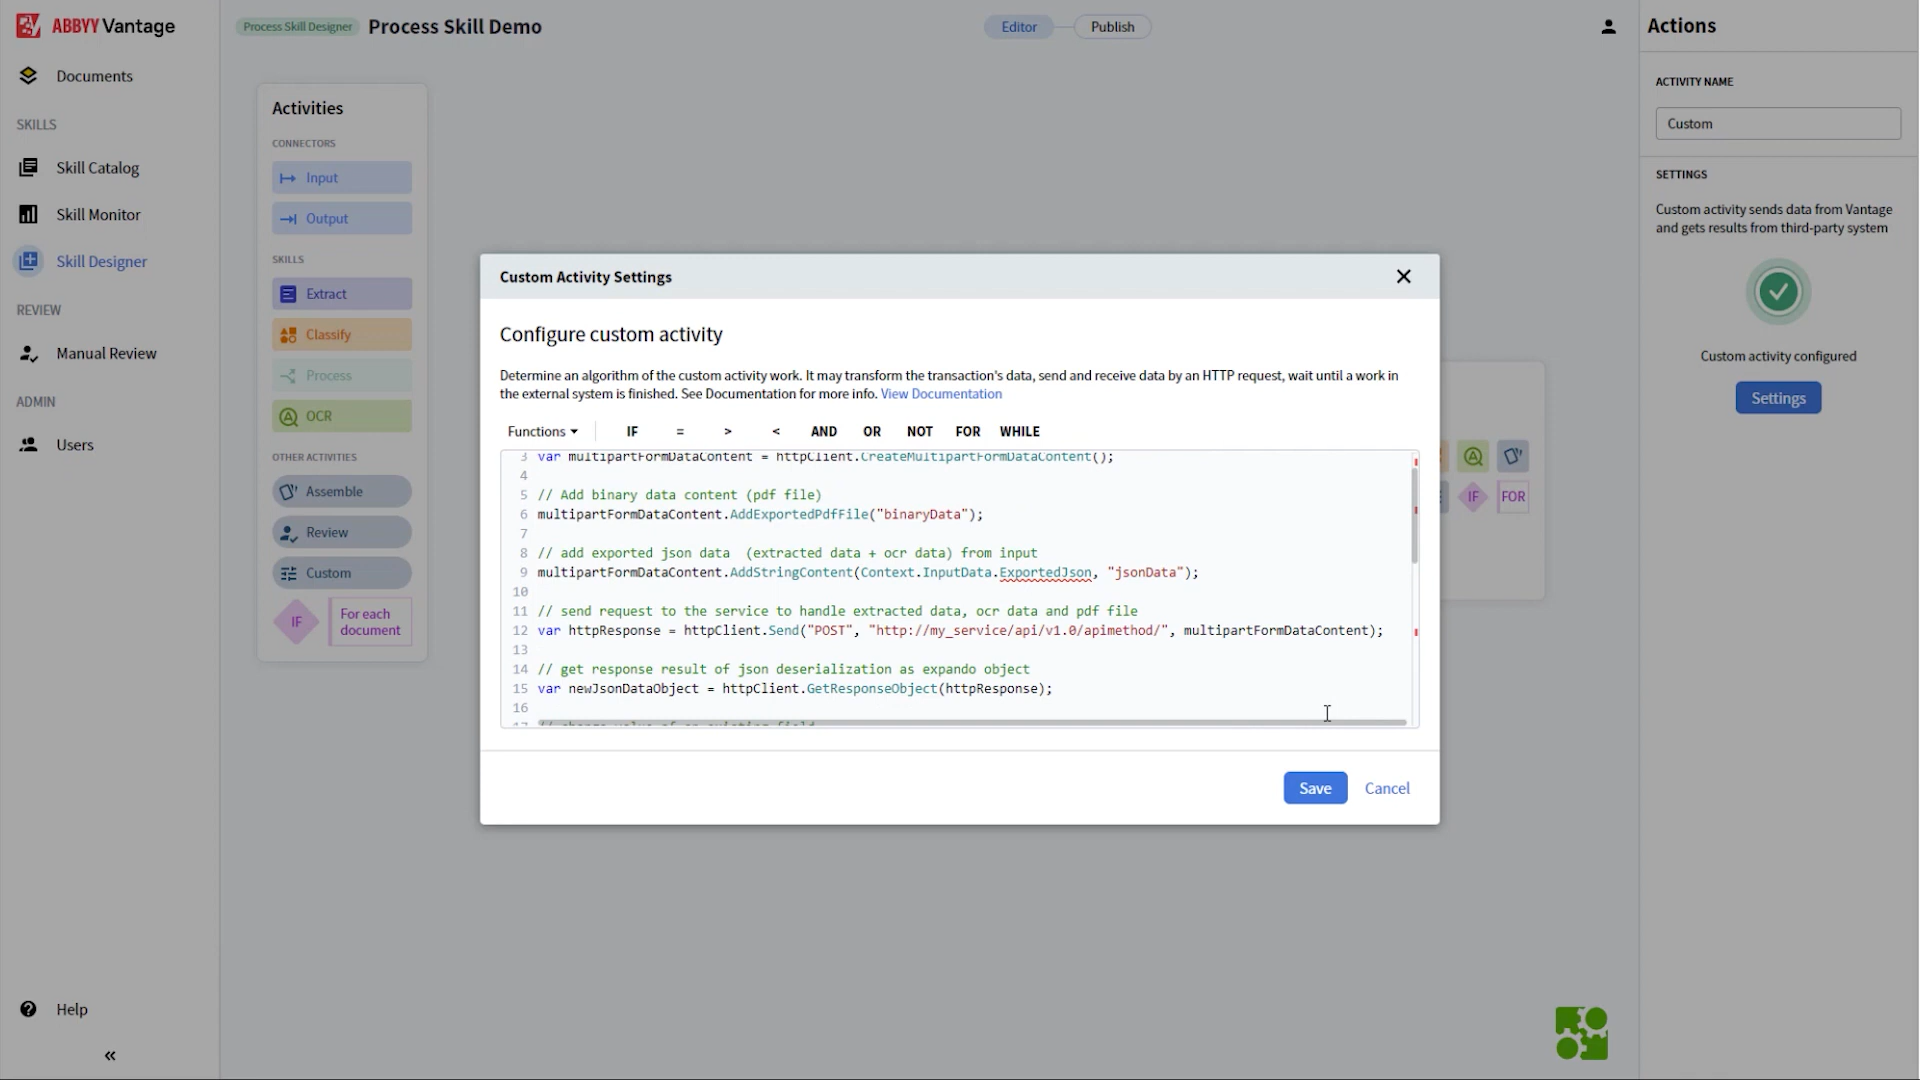 ABBYY Vantage
Documents
SKILLS
Skill Catalog
Skill Monitor
Skill Designer
REVIEW
Manual Review
ADMIN
Users
Help
Process Skill Designer
Process Skill Demo
Editor
Publish
Activities
CONNECTORS
Input
Output
SKILLS
Extract
Classify
Process
OCR
OTHER ACTIVITIES
Assemble
Review
Custom
IF
For each
document
Custom Activity Settings
Configure custom activity
Determine an algorithm of the custom activity work. It may transform the transaction's data, send and receive data by an HTTP request, wait until a work in
the external system is finished. See Documentation for more info. View Documentation
Functions IF = > < AND OR NOT FOR WHILE
3 var multipartFormDataContent = httpClient.CreateMultipartFormDataContent();
4
5 // Add binary data content (pdf file)
6 multipartFormDataContent.AddExportedPdfFile("binaryData");
7
8 // add exported json data (extracted data + ocr data) from input
9 multipartFormDataContent.AddStringContent(Context.InputData.ExportedJson, "jsonData");
10
11 // send request to the service to handle extracted data, ocr data and pdf file
12 var httpResponse = httpClient.Send("POST", "http://my_service/api/v1.0/apimethod/", multipartFormDataContent);
13
14 // get response result of json deserialization as expando object
15 var newJsonDataObject = httpClient.GetResponseObject(httpResponse);
16
17 // change value of an existing field
Save
Cancel
IF
FOR
Actions
ACTIVITY NAME
Custom
SETTINGS
Custom activity sends data from Vantage
and gets results from third-party system
Custom activity configured
Settings